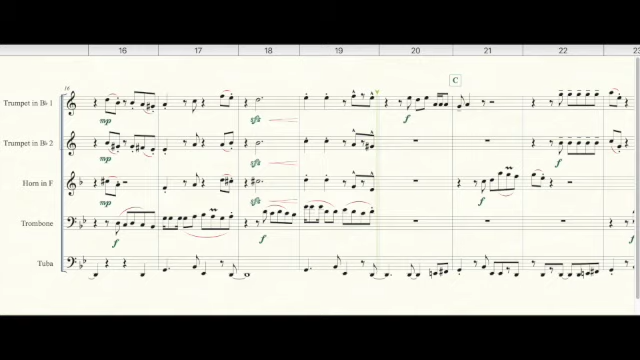 16 17 18 19 20 21 22 23
C
16
Trumpet in B♭ 1
mp sfz f
Trumpet in B♭ 2
mp sfz f
Horn in F
mp sfz f
Trombone
f f
Tuba